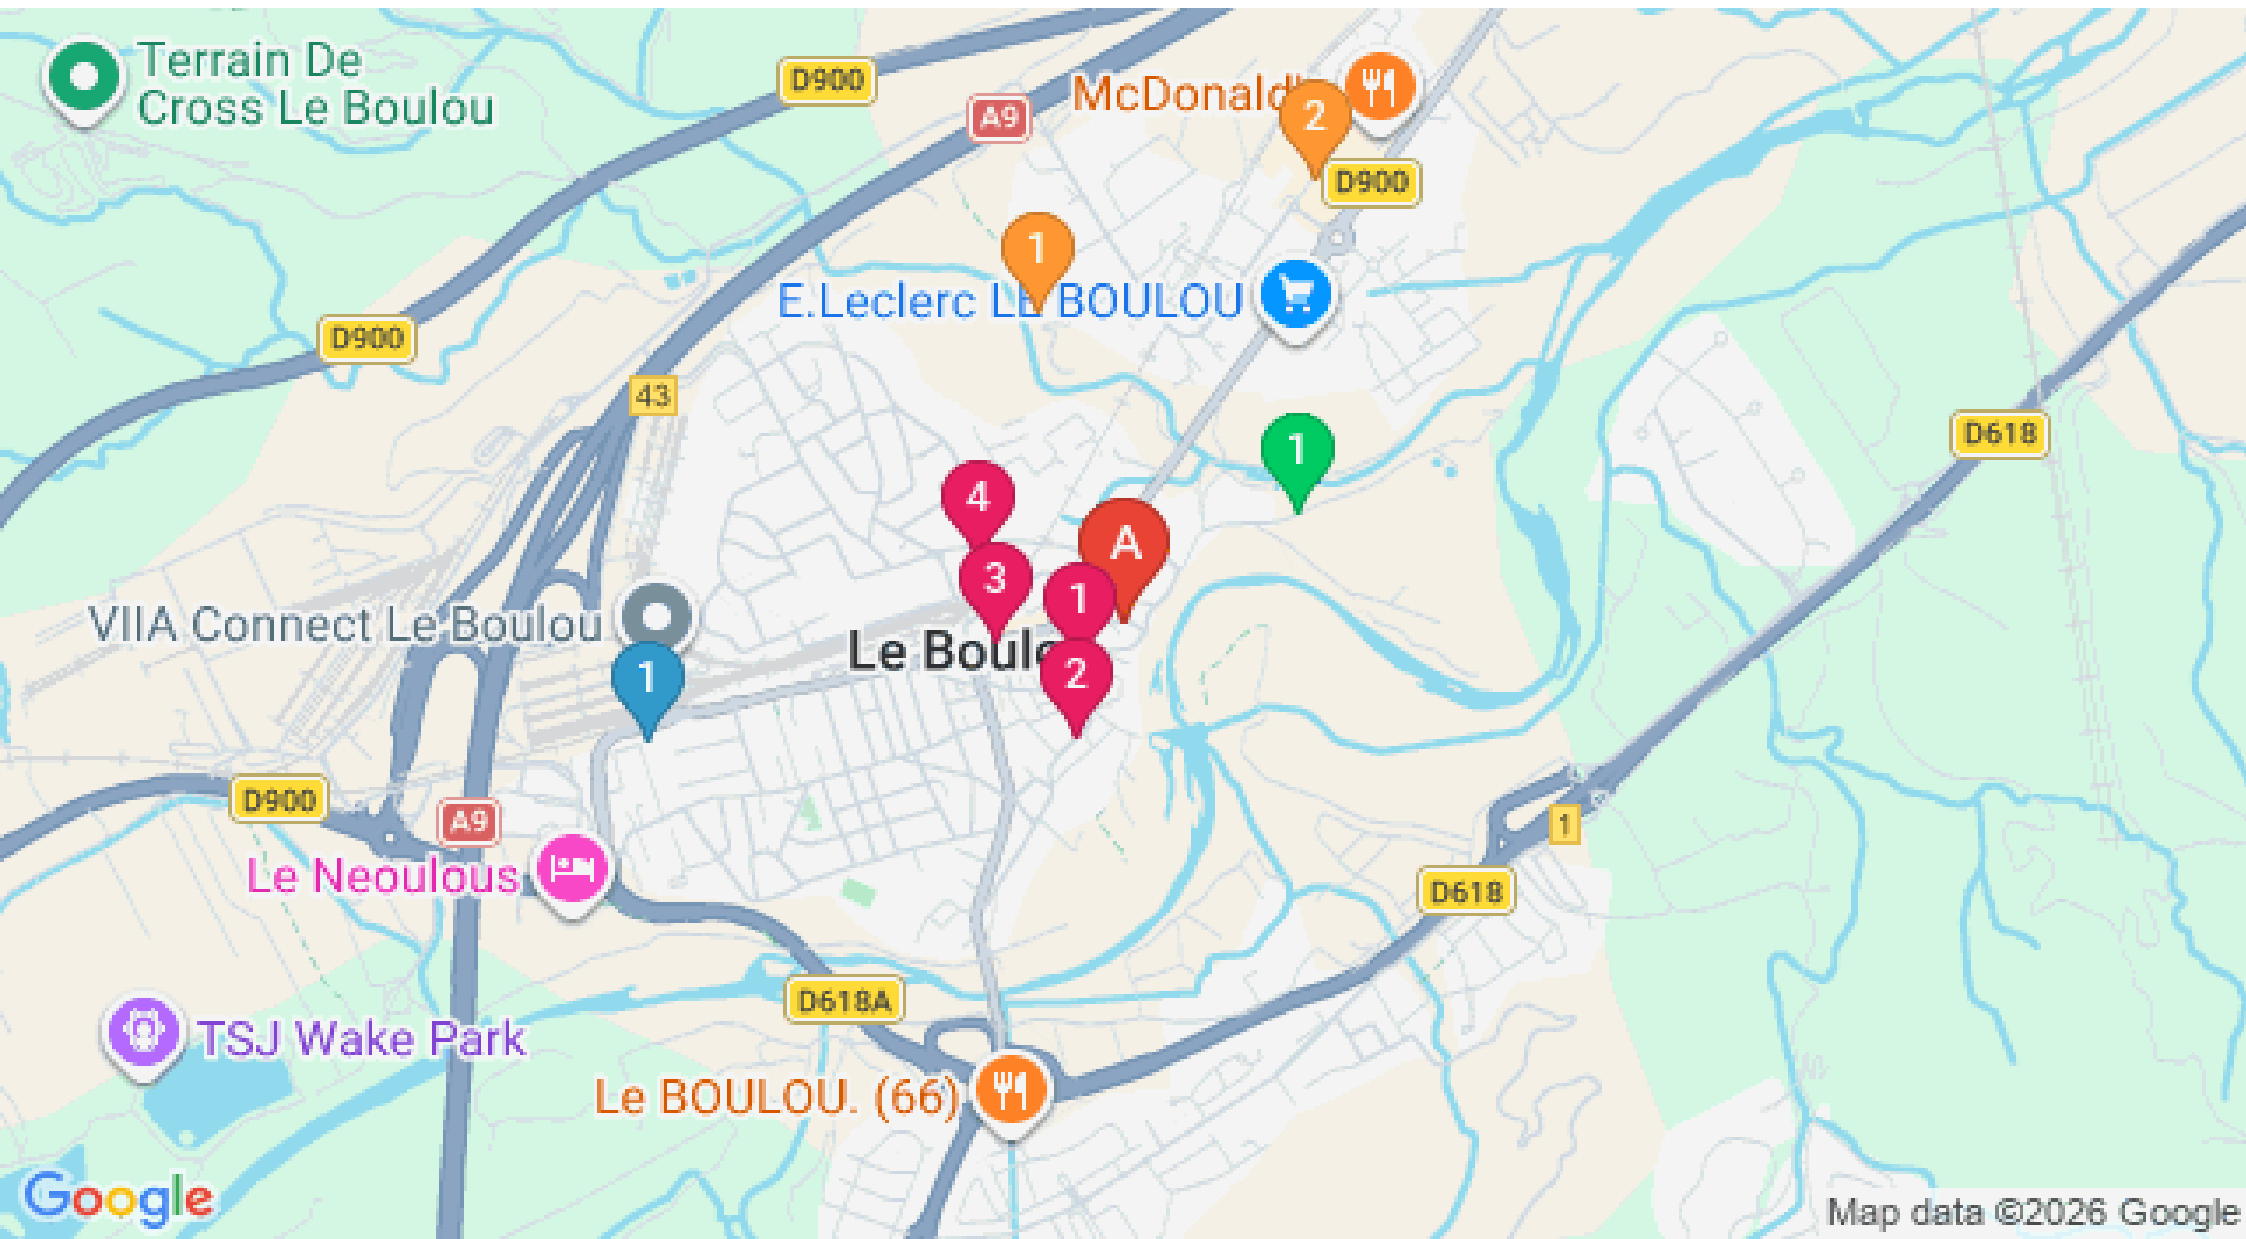 Terrain De
Cross Le Boulou
D900
McDonald'
2
A9
D900
1
E.Leclerc LE BOULOU
D900
43
D618
1
4
A
3
1
VIIA Connect Le Boulou
Le Boulo
1
2
D900
A9
1
Le Neoulous
D618
D618A
TSJ Wake Park
Le BOULOU. (66)
Google
Map data ©2026 Google